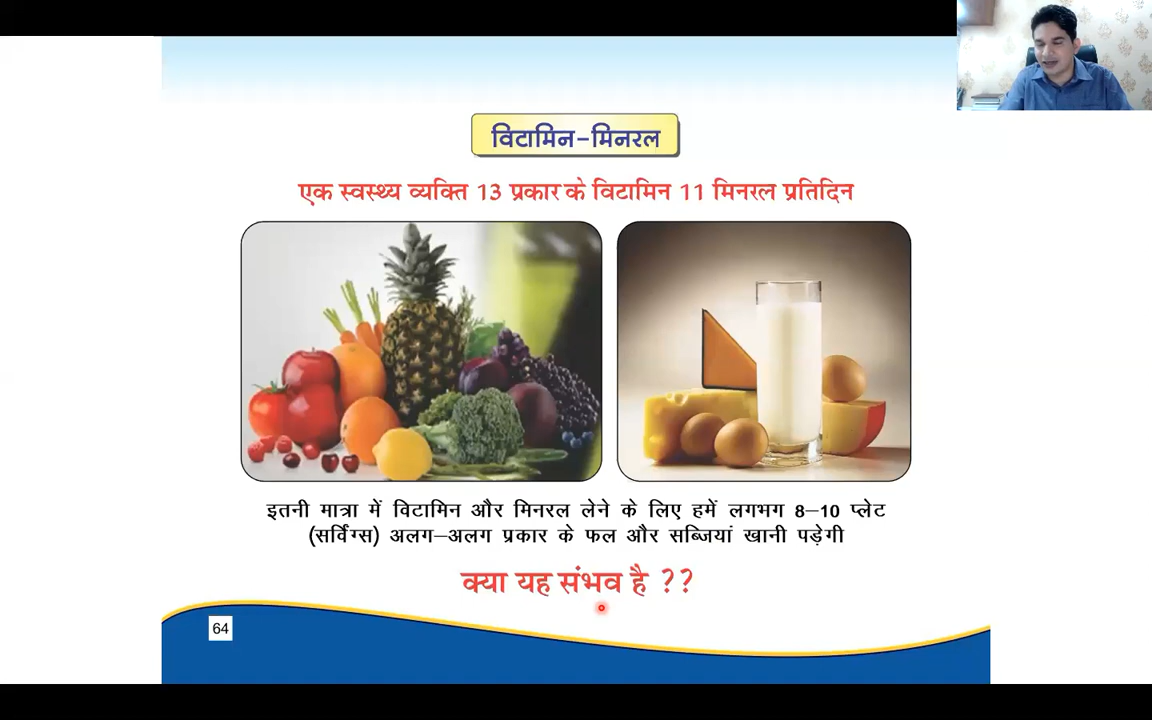 विटामिन-मिनरल
एक स्वस्थ्य व्यक्ति 13 प्रकार के विटामिन 11 मिनरल प्रतिदिन
इतनी मात्रा में विटामिन और मिनरल लेने के लिए हमें लगभग 8–10 प्लेट
(सर्विंग्स) अलग–अलग प्रकार के फल और सब्जियां खानी पड़ेगी
क्या यह संभव है ??
64